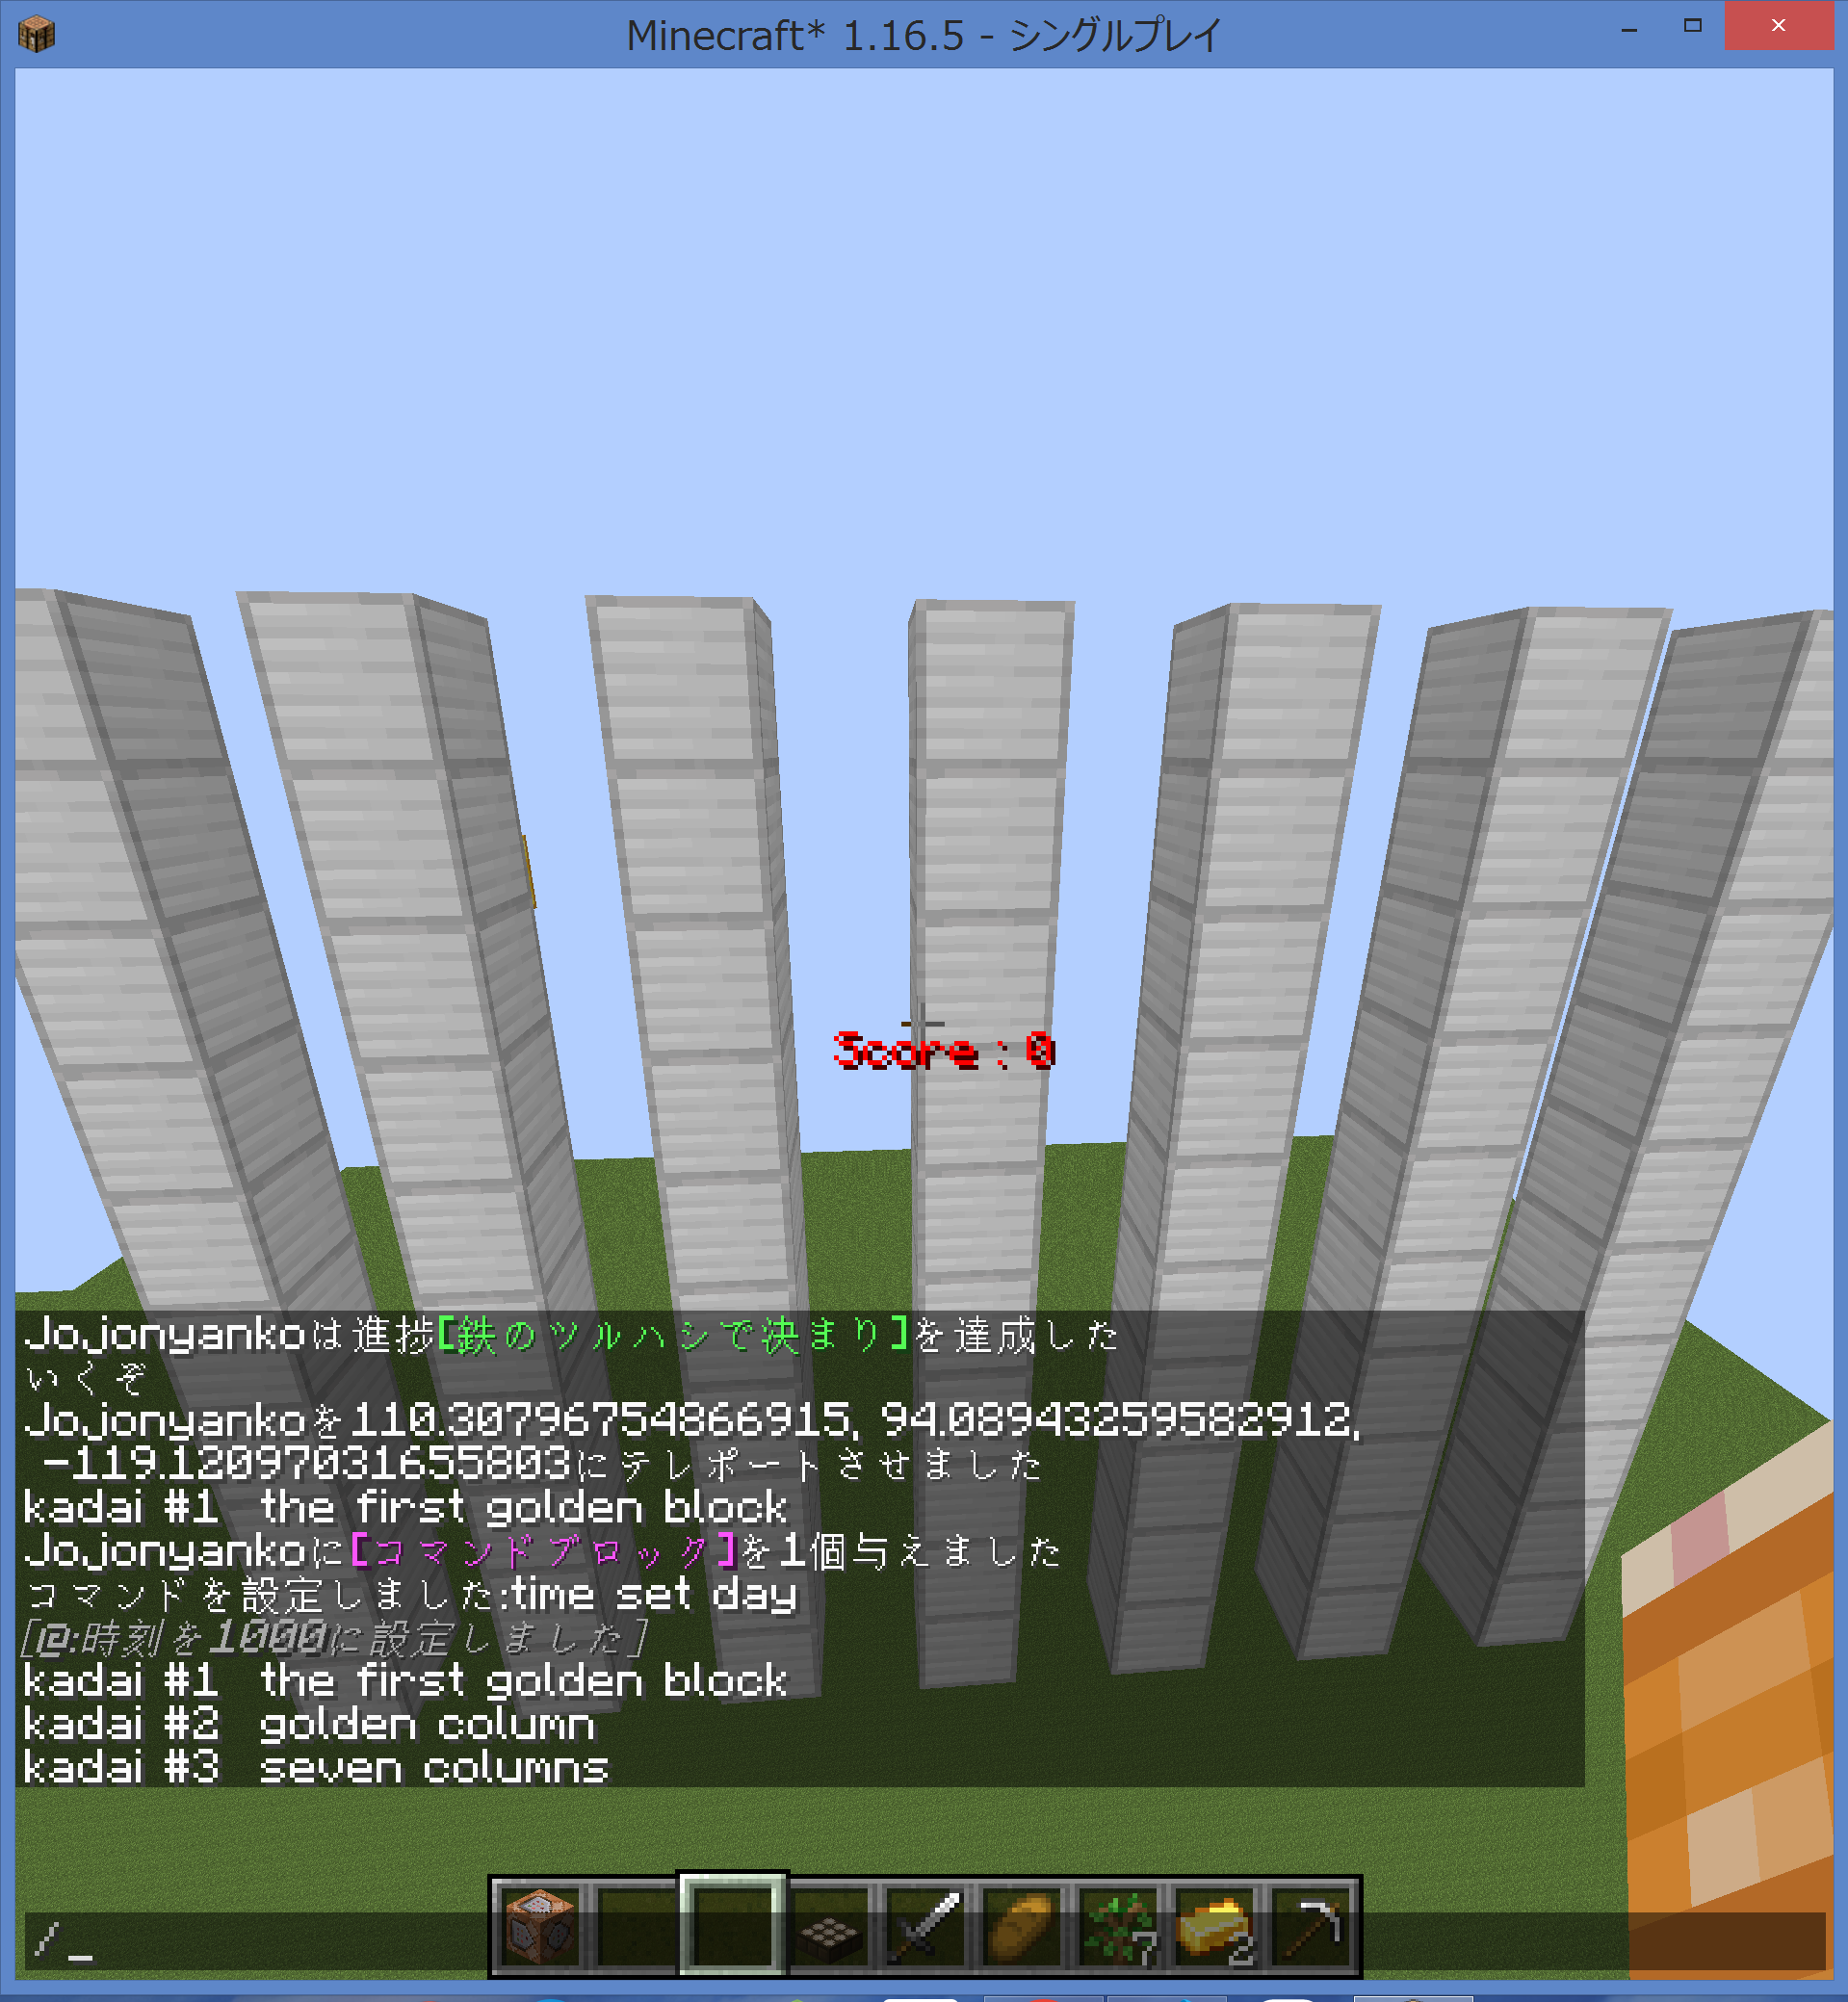 Minecraft* 1.16.5 - シングルプレイ
Score : 0
Jojonyankoは進捗[鉄のツルハシで決まり]を達成した
いくぞ
Jojonyankoを110.30796754866915, 94.08943259582912,
-119.12097031655803にテレポートさせました
kadai #1  the first golden block
Jojonyankoに[コマンドブロック]を1個与えました
コマンドを設定しました:time set day
[@:時刻を1000に設定しました]
kadai #1  the first golden block
kadai #2  golden column
kadai #3  seven columns
7
2
/_